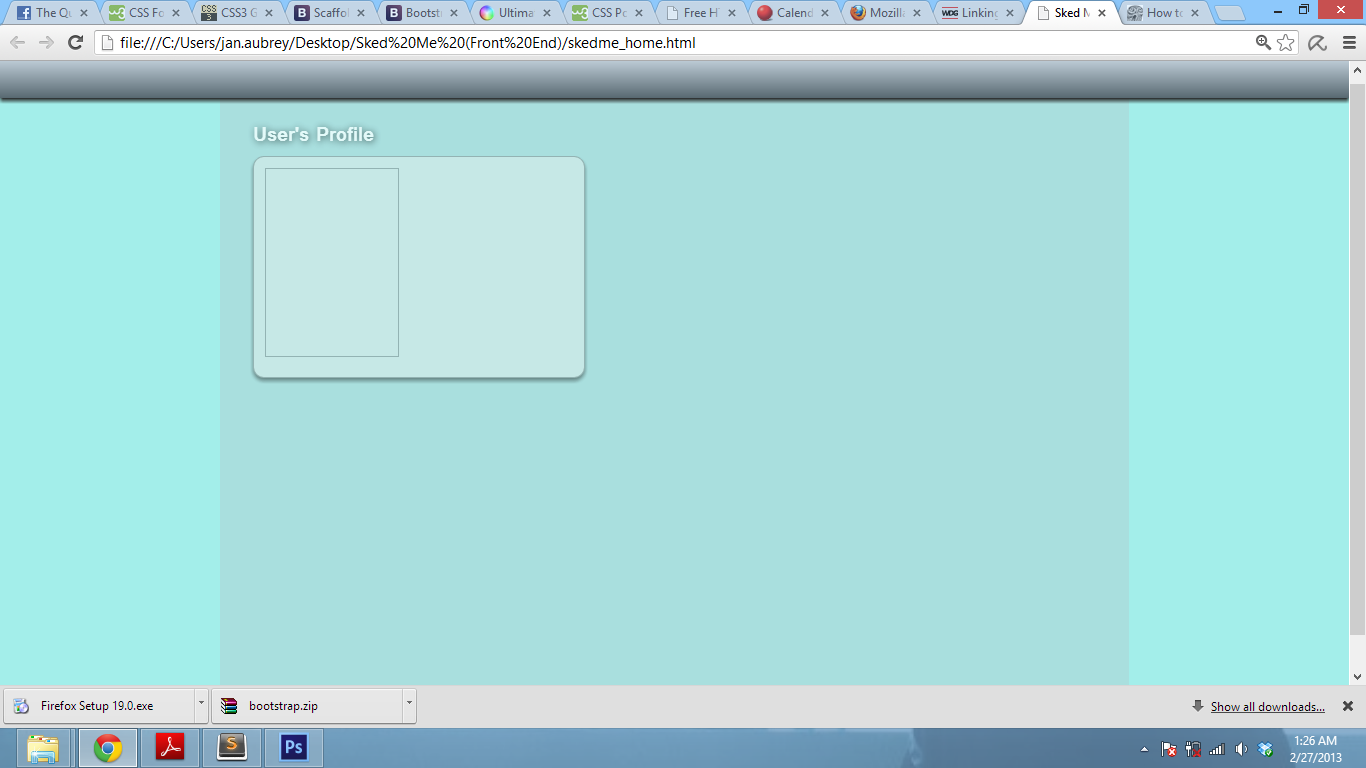 The Qu
CSS Fo
CSS3 G
Scaffol
Bootst
Ultima
CSS Po
Free H
Calend
Mozilla
Linking
Sked M
How to
file:///C:/Users/jan.aubrey/Desktop/Sked%20Me%20(Front%20End)/skedme_home.html
User's Profile
Firefox Setup 19.0.exe
bootstrap.zip
Show all downloads...
Ps
1:26 AM
2/27/2013